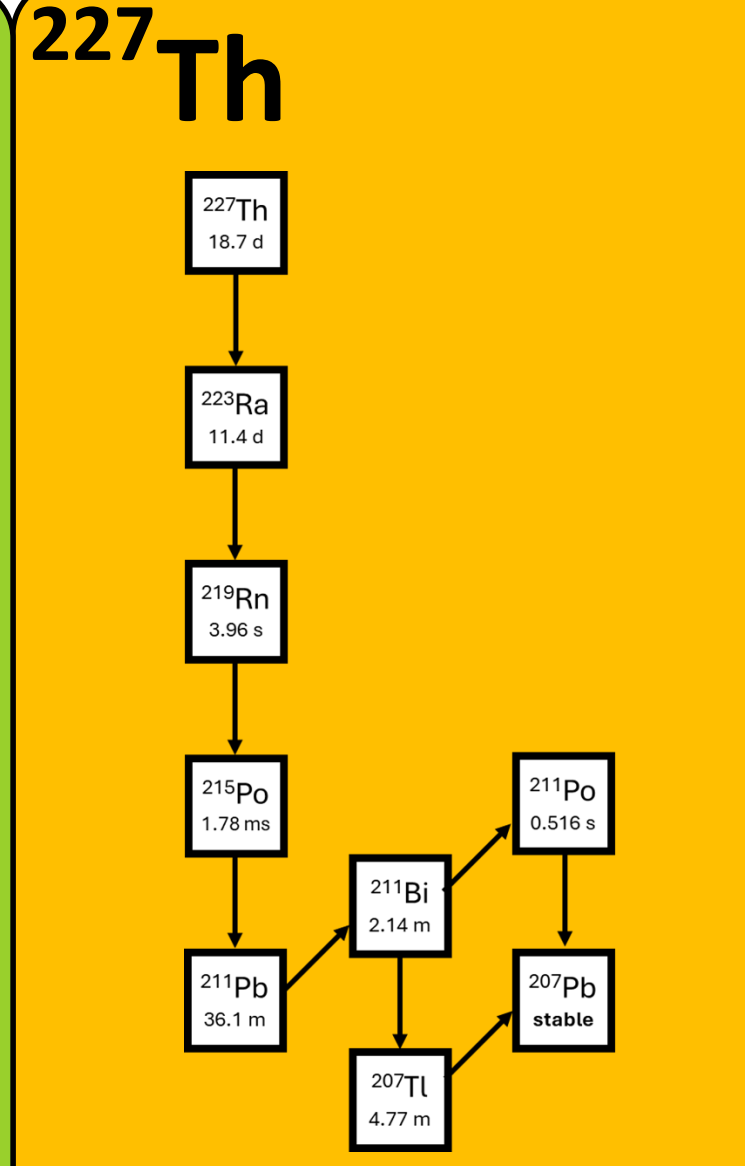 ²²⁷Th
²²⁷Th
18.7 d
²²³Ra
11.4 d
²¹⁹Rn
3.96 s
²¹⁵Po
1.78 ms
²¹¹Pb
36.1 m
²¹¹Bi
2.14 m
²⁰⁷Tl
4.77 m
²¹¹Po
0.516 s
²⁰⁷Pb
stable